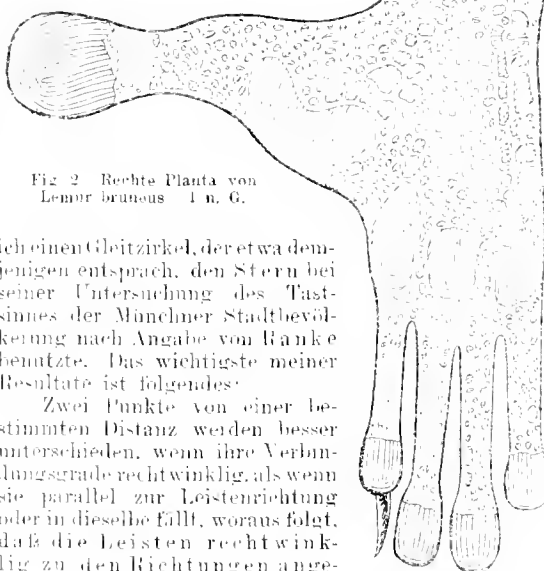 Fig 2 Rechte Planta von
Lemur bruneus 1 n. G.
ich einen Gleitzirkel, der etwa dem-
jenigen entsprach, den Stern bei
seiner Untersuchung des Tast-
sinnes der Münchner Stadtbevöl-
kerung nach Angabe von Ranke
benutzte. Das wichtigste meiner
Resultate ist folgendes:
Zwei Punkte von einer be-
stimmten Distanz werden besser
unterschieden, wenn ihre Verbin-
dungsgrade rechtwinklig, als wenn
sie parallel zur Leistenrichtung
oder in dieselbe fällt, woraus folgt,
daß die Leisten rechtwink-
lig zu den Richtungen ange-